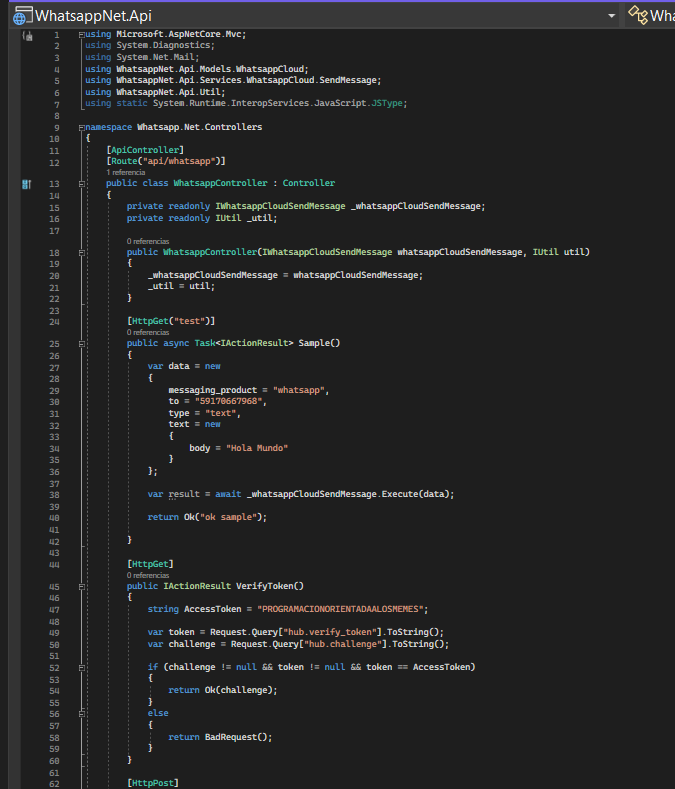 WhatsappNet.Api
Wha
1 using Microsoft.AspNetCore.Mvc;
2 using System.Diagnostics;
3 using System.Net.Mail;
4 using WhatsappNet.Api.Models.WhatsappCloud;
5 using WhatsappNet.Api.Services.WhatsappCloud.SendMessage;
6 using WhatsappNet.Api.Util;
7 using static System.Runtime.InteropServices.JavaScript.JSType;
8
9 namespace Whatsapp.Net.Controllers
10 {
11 [ApiController]
12 [Route("api/whatsapp")]
1 referencia
13 public class WhatsappController : Controller
14 {
15 private readonly IWhatsappCloudSendMessage _whatsappCloudSendMessage;
16 private readonly IUtil _util;
17
0 referencias
18 public WhatsappController(IWhatsappCloudSendMessage whatsappCloudSendMessage, IUtil util)
19 {
20 _whatsappCloudSendMessage = whatsappCloudSendMessage;
21 _util = util;
22 }
23
24 [HttpGet("test")]
0 referencias
25 public async Task<IActionResult> Sample()
26 {
27 var data = new
28 {
29 messaging_product = "whatsapp",
30 to = "59170667968",
31 type = "text",
32 text = new
33 {
34 body = "Hola Mundo"
35 }
36 };
37
38 var result = await _whatsappCloudSendMessage.Execute(data);
39
40 return Ok("ok sample");
41
42 }
43
44 [HttpGet]
0 referencias
45 public IActionResult VerifyToken()
46 {
47 string AccessToken = "PROGRAMACIONORIENTADAALOSMEMES";
48
49 var token = Request.Query["hub.verify_token"].ToString();
50 var challenge = Request.Query["hub.challenge"].ToString();
51
52 if (challenge != null && token != null && token == AccessToken)
53 {
54 return Ok(challenge);
55 }
56 else
57 {
58 return BadRequest();
59 }
60 }
61
62 [HttpPost]